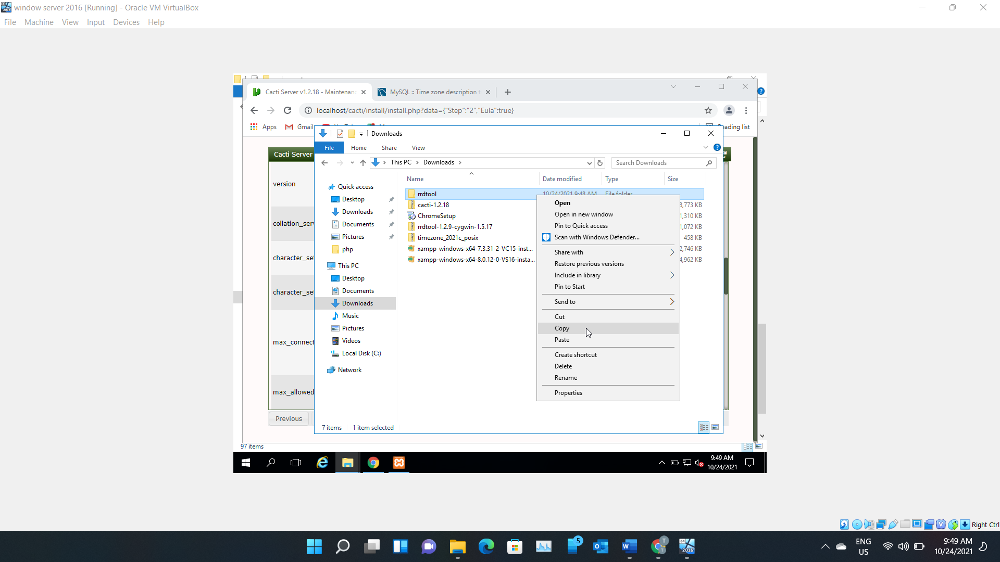 window server 2016 [Running] - Oracle VM VirtualBox
File Machine View Input Devices Help
Cacti Server v1.2.18 - Maintenanc
MySQL :: Time zone description t
localhost/cacti/install/install.php?data={"Step":"2","Eula":true}
Apps
Gmail
ading list
Downloads
File Home Share View
This PC > Downloads >
Search Downloads
Cacti Server
version
collation_serv
character_set
character_set
max_connect
max_allowed
Previous
Quick access
Desktop
Downloads
Documents
Pictures
php
This PC
Desktop
Documents
Downloads
Music
Pictures
Videos
Local Disk (C:)
Network
Name Date modified Type Size
rrdtool 10/24/2021 9:48 AM File folder
cacti-1.2.18 3,773 KB
ChromeSetup 1,310 KB
rrdtool-1.2.9-cygwin-1.5.17 1,072 KB
timezone_2021c_posix 458 KB
xampp-windows-x64-7.3.31-2-VC15-inst... 2,746 KB
xampp-windows-x64-8.0.12-0-VS16-insta... 4,962 KB
Open
Open in new window
Pin to Quick access
Scan with Windows Defender...
Share with
Restore previous versions
Include in library
Pin to Start
Send to
Cut
Copy
Paste
Create shortcut
Delete
Rename
Properties
7 items 1 item selected
97 items
9:49 AM
10/24/2021
Right Ctrl
5
T
T
64
2016
ENG
US
9:49 AM
10/24/2021